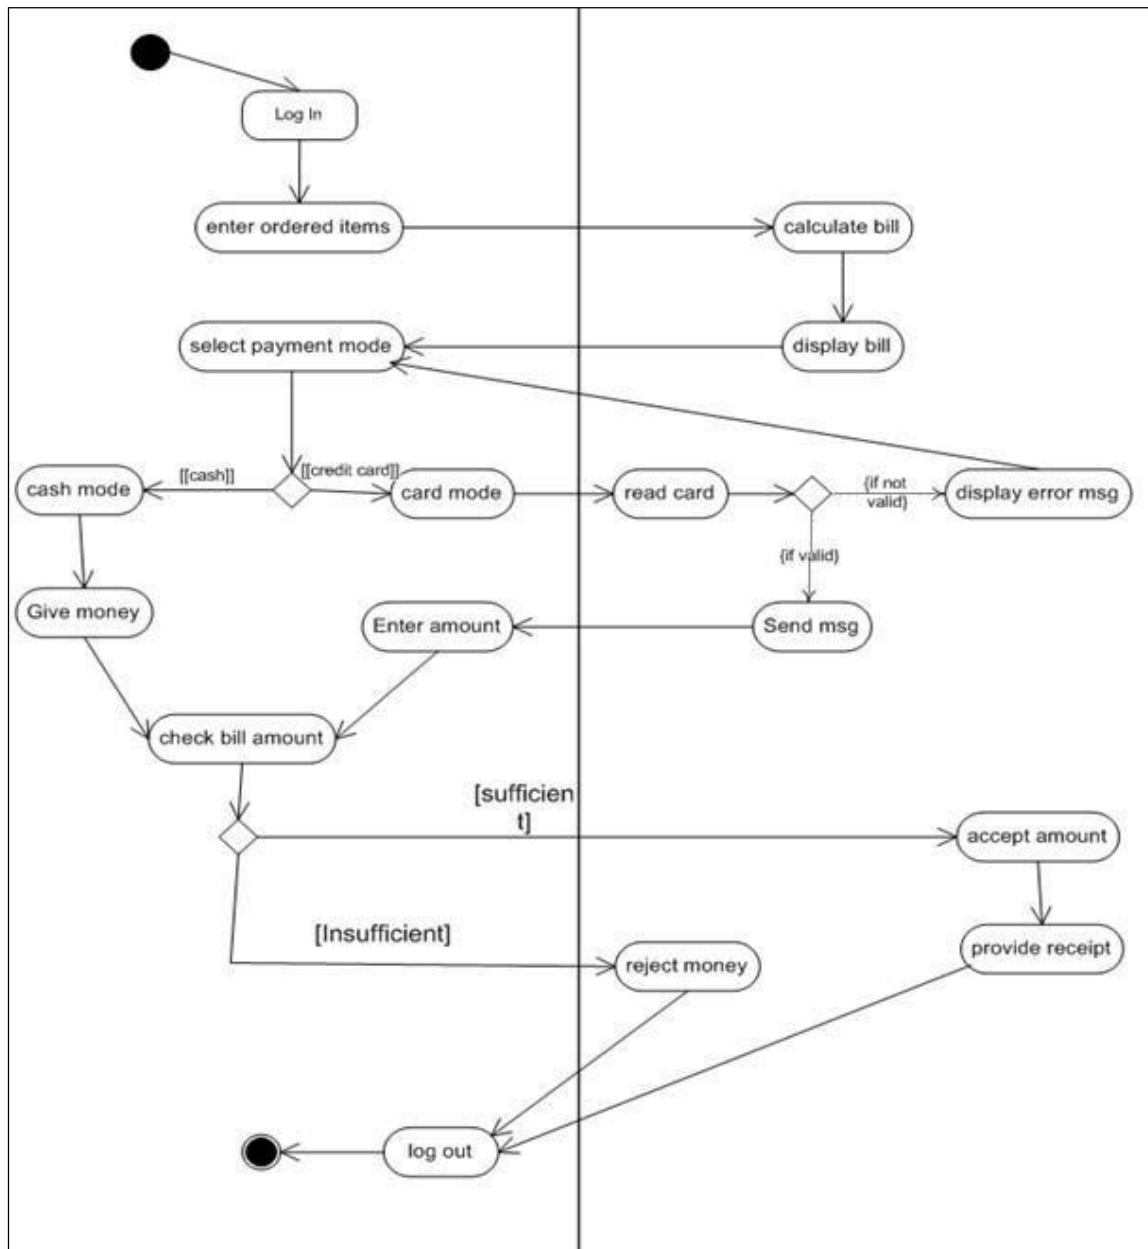 Log In
enter ordered items
calculate bill
select payment mode
display bill
[[cash]]
[[credit card]]
cash mode
card mode
read card
{if not
valid}
display error msg
{if valid}
Give money
Enter amount
Send msg
check bill amount
[sufficien
t]
accept amount
[Insufficient]
provide receipt
reject money
log out